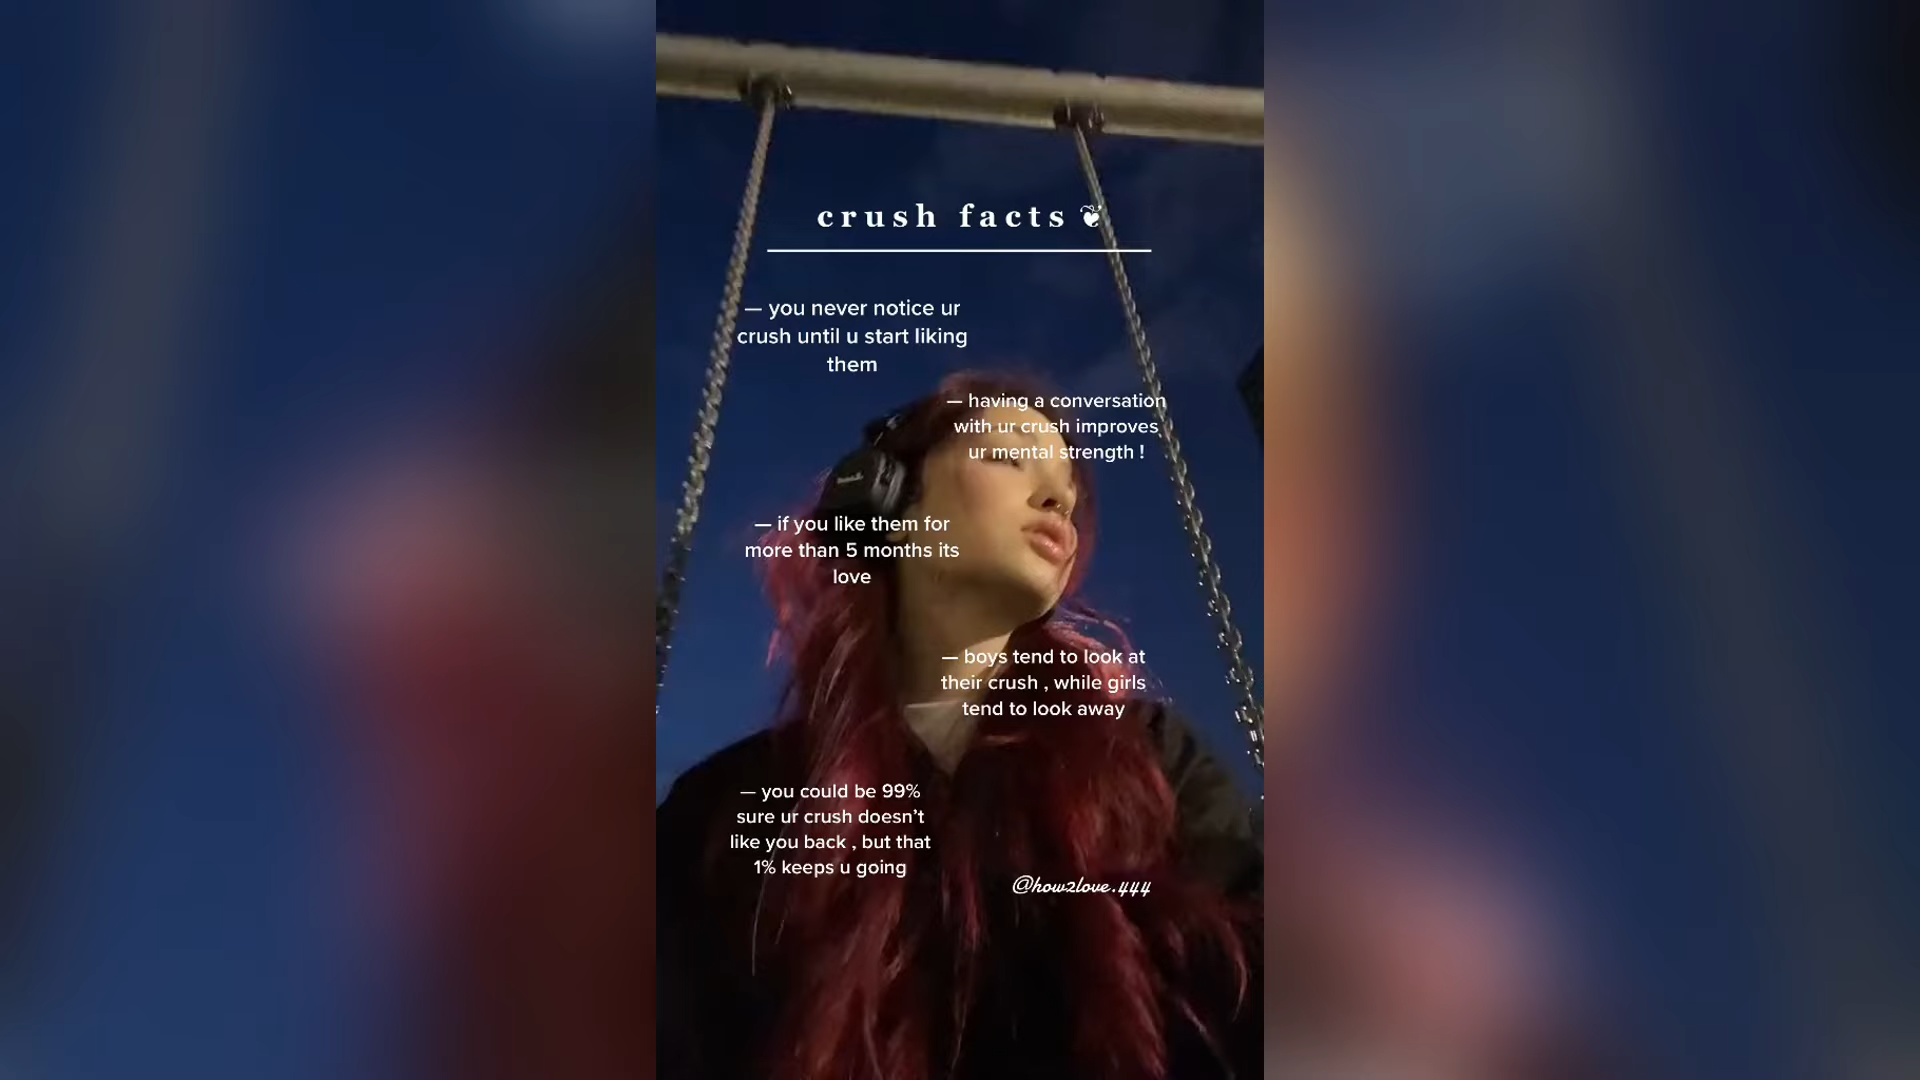 crush facts ❦
— you never notice ur
crush until u start liking
them
— having a conversation
with ur crush improves
ur mental strength !
— if you like them for
more than 5 months its
love
— boys tend to look at
their crush , while girls
tend to look away
— you could be 99%
sure ur crush doesn’t
like you back , but that
1% keeps u going
@how2love.444